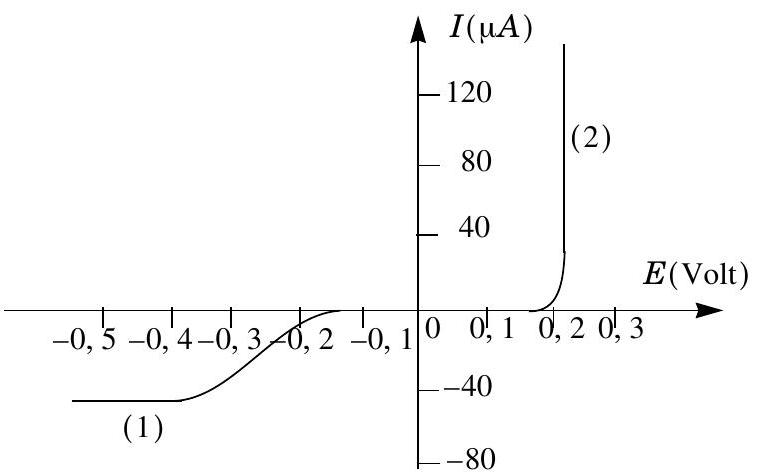 I(μA)
120
(2)
80
40
E(Volt)
–0, 5 –0, 4 –0, 3 –0, 2 –0, 1 0 0, 1 0, 2 0, 3
–40
(1)
–80